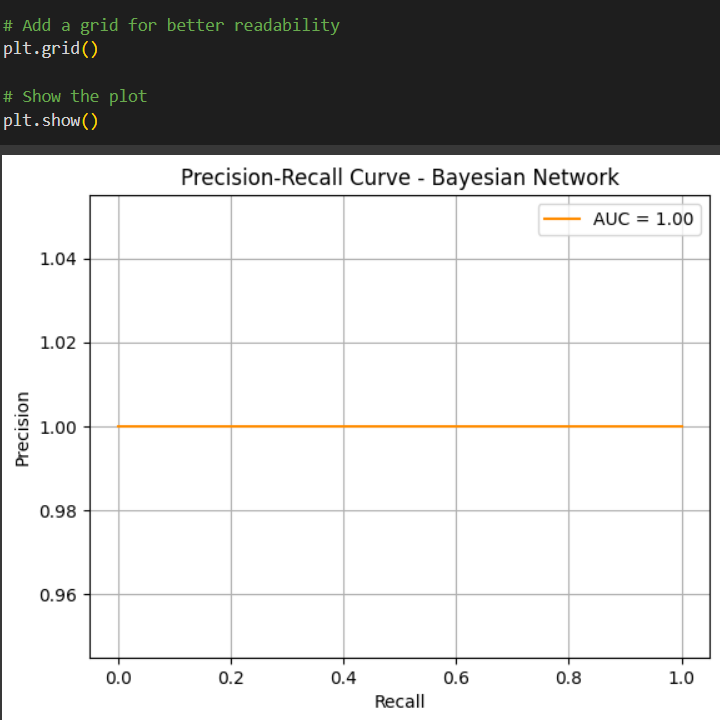 # Add a grid for better readability
plt.grid()
# Show the plot
plt.show()
Precision-Recall Curve - Bayesian Network
AUC = 1.00
1.04
1.02
1.00
0.98
0.96
Precision
0.0 0.2 0.4 0.6 0.8 1.0
Recall